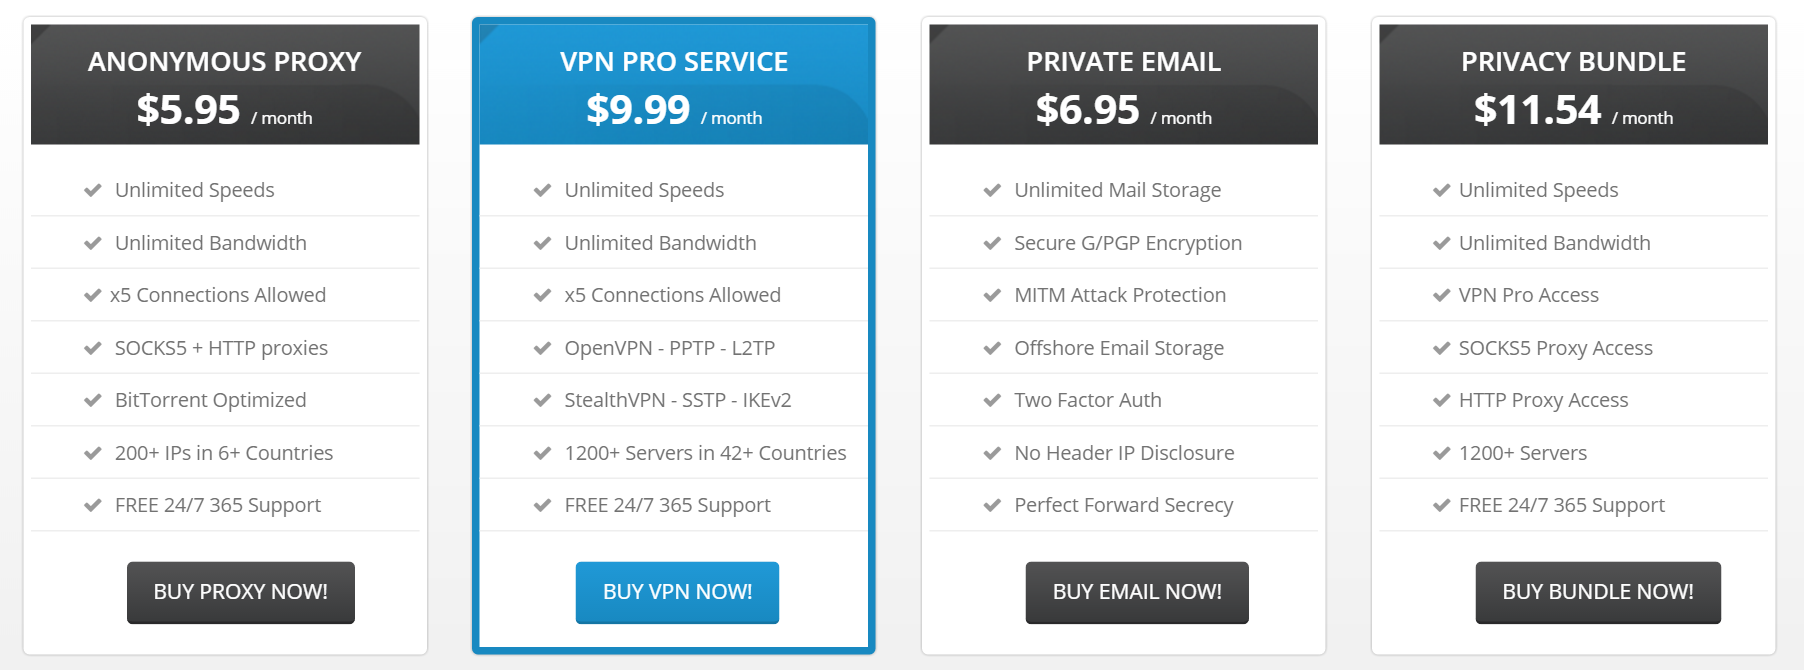 ANONYMOUS PROXY
$5.95 / month
Unlimited Speeds
Unlimited Bandwidth
x5 Connections Allowed
SOCKS5 + HTTP proxies
BitTorrent Optimized
200+ IPs in 6+ Countries
FREE 24/7 365 Support
BUY PROXY NOW!
VPN PRO SERVICE
$9.99 / month
Unlimited Speeds
Unlimited Bandwidth
x5 Connections Allowed
OpenVPN - PPTP - L2TP
StealthVPN - SSTP - IKEv2
1200+ Servers in 42+ Countries
FREE 24/7 365 Support
BUY VPN NOW!
PRIVATE EMAIL
$6.95 / month
Unlimited Mail Storage
Secure G/PGP Encryption
MITM Attack Protection
Offshore Email Storage
Two Factor Auth
No Header IP Disclosure
Perfect Forward Secrecy
BUY EMAIL NOW!
PRIVACY BUNDLE
$11.54 / month
Unlimited Speeds
Unlimited Bandwidth
VPN Pro Access
SOCKS5 Proxy Access
HTTP Proxy Access
1200+ Servers
FREE 24/7 365 Support
BUY BUNDLE NOW!